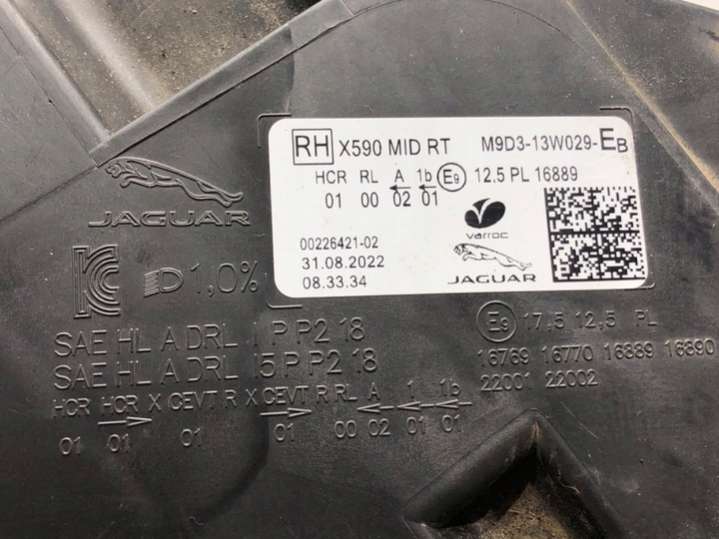 RH X590 MID RT M9D3-13W029-EB
HCR RL A 1b E9 12.5 PL 16889
01 00 02 01
varroc
00226421-02
31.08.2022
08.33.34
JAGUAR
JAGUAR
KC 1,0%
E9 17,5 12,5 PL
SAE HL A DRL I P P2 18
16769 16770 16889 16890
SAE HL A DRL I5 P P2 18
22001 22002
HCR HCR X CEVT R X CEVT R RL A 1 1b
01 01 01 01 00 02 01 01